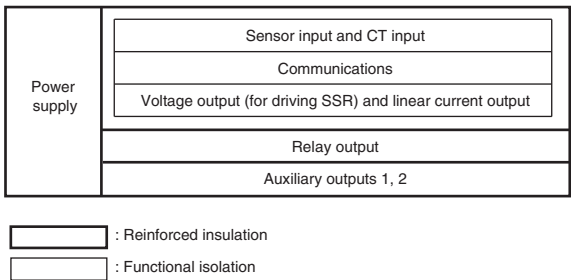 Power
supply
Sensor input and CT input
Communications
Voltage output (for driving SSR) and linear current output
Relay output
Auxiliary outputs 1, 2
: Reinforced insulation
: Functional isolation